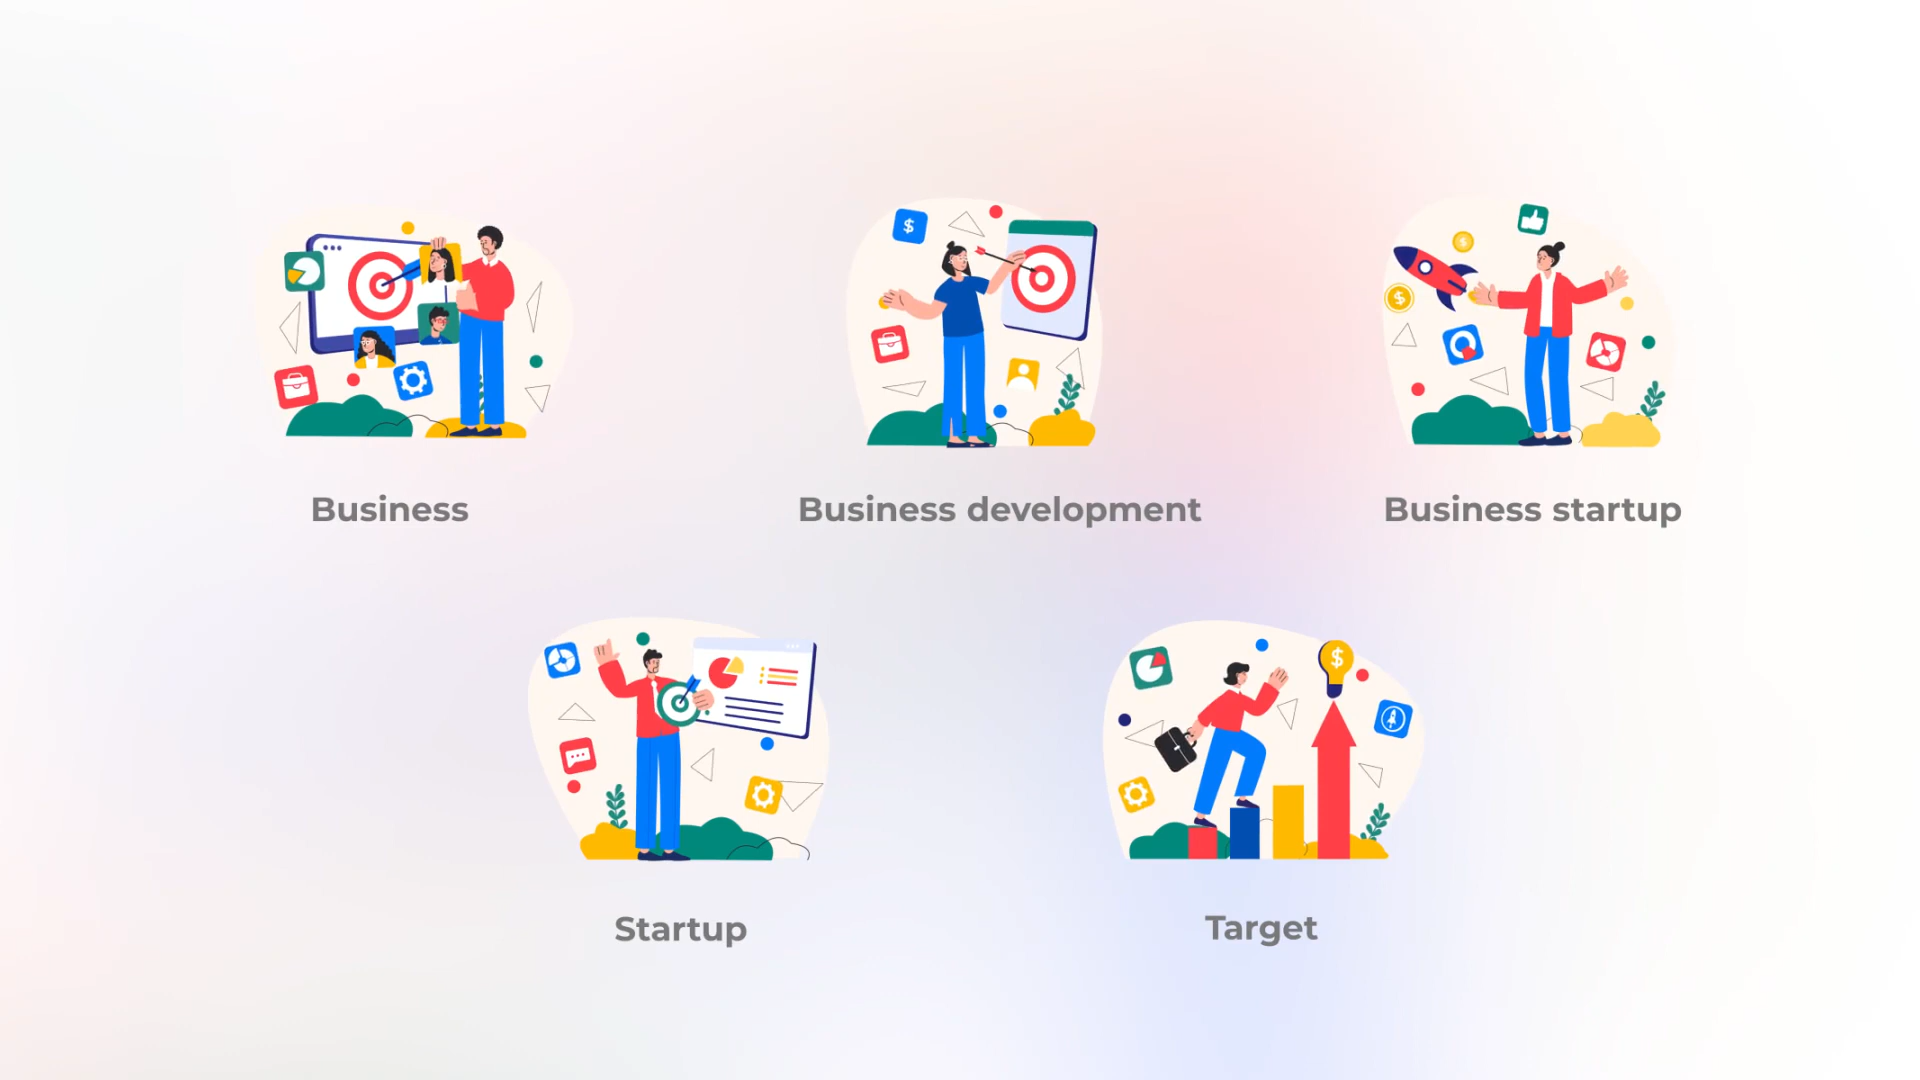 Business
Business development
Business startup
Startup
Target